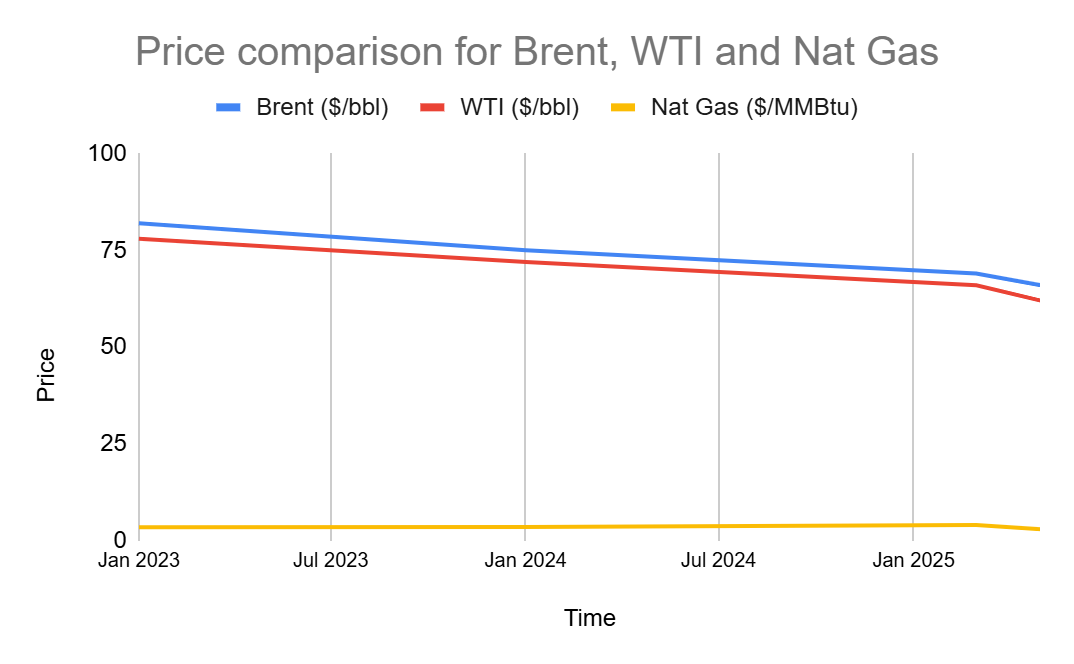 Price comparison for Brent, WTI and Nat Gas
Brent ($/bbl) WTI ($/bbl) Nat Gas ($/MMBtu)
100
75
50
25
0
Price
Jan 2023 Jul 2023 Jan 2024 Jul 2024 Jan 2025
Time